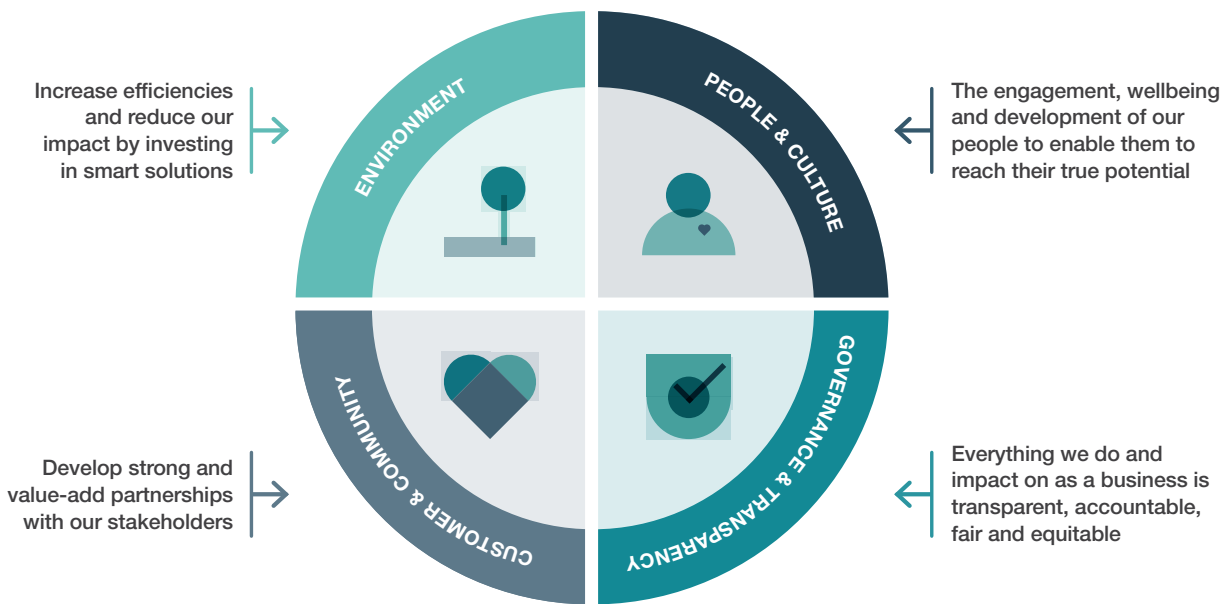 Increase efficiencies
and reduce our
impact by investing
in smart solutions
ENVIRONMENT
PEOPLE & CULTURE
The engagement, wellbeing
and development of our
people to enable them to
reach their true potential
Develop strong and
value-add partnerships
with our stakeholders
CUSTOMER & COMMUNITY
GOVERNANCE & TRANSPARENCY
Everything we do and
impact on as a business is
transparent, accountable,
fair and equitable